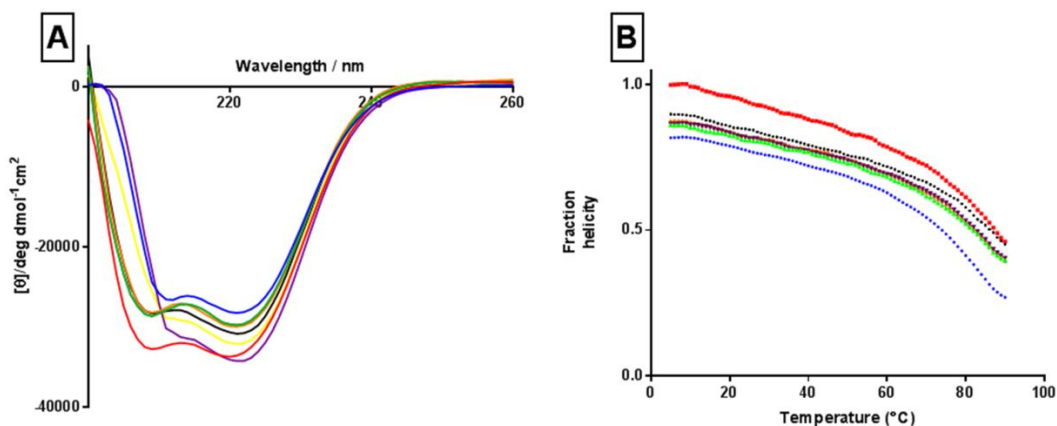 A
Wavelength / nm
0
220
240
260
-20000
-40000
[θ]/deg dmol⁻¹cm²
B
1.0
0.5
0.0
Fraction
helicity
0
20
40
60
80
100
Temperature (°C)